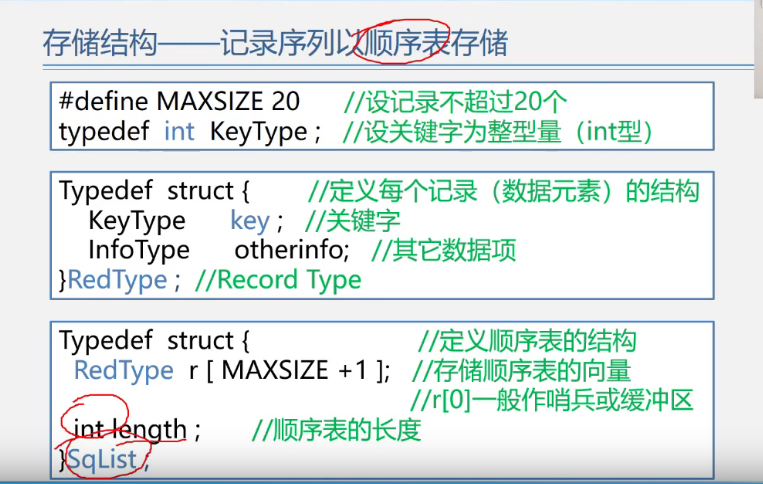 存储结构——记录序列以顺序表存储
#define MAXSIZE 20 //设记录不超过20个
typedef int KeyType ; //设关键字为整型量（int型）
Typedef struct { //定义每个记录（数据元素）的结构
KeyType key ; //关键字
InfoType otherinfo; //其它数据项
}RedType ; //Record Type
Typedef struct { //定义顺序表的结构
RedType r [ MAXSIZE +1 ]; //存储顺序表的向量
//r[0]一般作哨兵或缓冲区
int length ; //顺序表的长度
}SqList ;